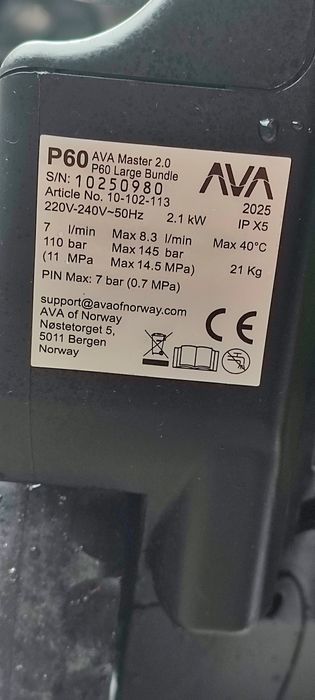 P60 AVA Master 2.0
P60 Large Bundle
AVA
S/N: 10250980
Article No. 10-102-113
2025
220V-240V~50Hz 2.1 kW IP X5
7 l/min Max 8.3 l/min Max 40°C
110 bar Max 145 bar
(11 MPa Max 14.5 MPa) 21 Kg
PIN Max: 7 bar (0.7 MPa)
support@avaofnorway.com
AVA of Norway
Nøstetorget 5,
5011 Bergen
Norway
CE